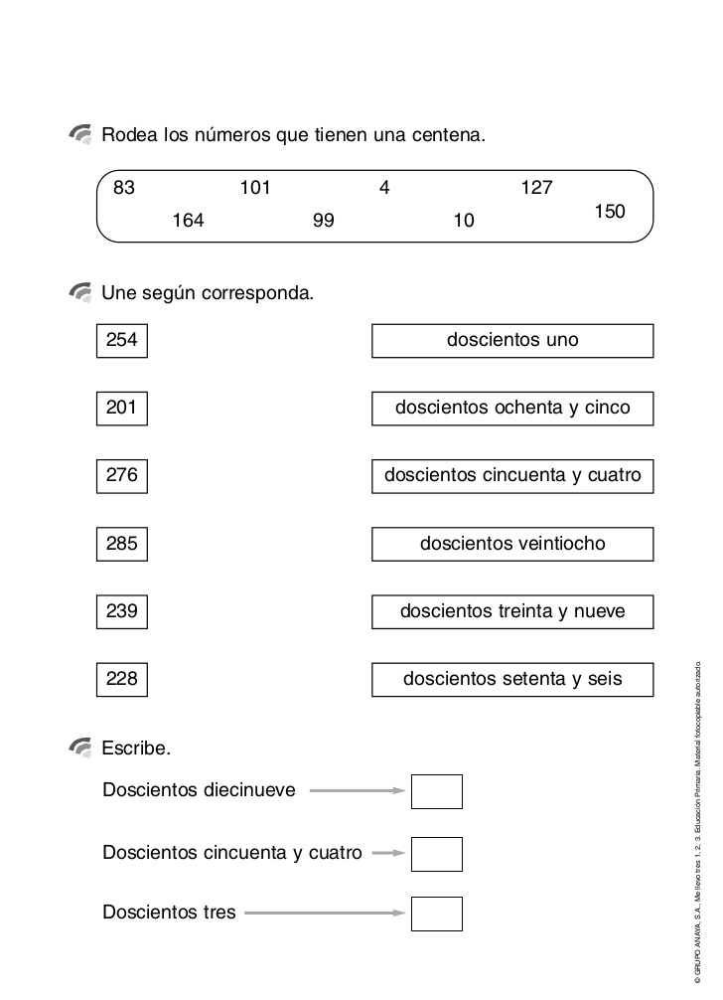 Rodea los números que tienen una centena.
83 101 4 127
150
164 99 10
Une según corresponda.
254 doscientos uno
201 doscientos ochenta y cinco
276 doscientos cincuenta y cuatro
285 doscientos veintiocho
239 doscientos treinta y nueve
228 doscientos setenta y seis
Escribe.
Doscientos diecinueve
Doscientos cincuenta y cuatro
Doscientos tres
© GRUPO ANAYA, S.A., Me llevo tres 1, 2, 3. Educación Primaria. Material fotocopiable autorizado.